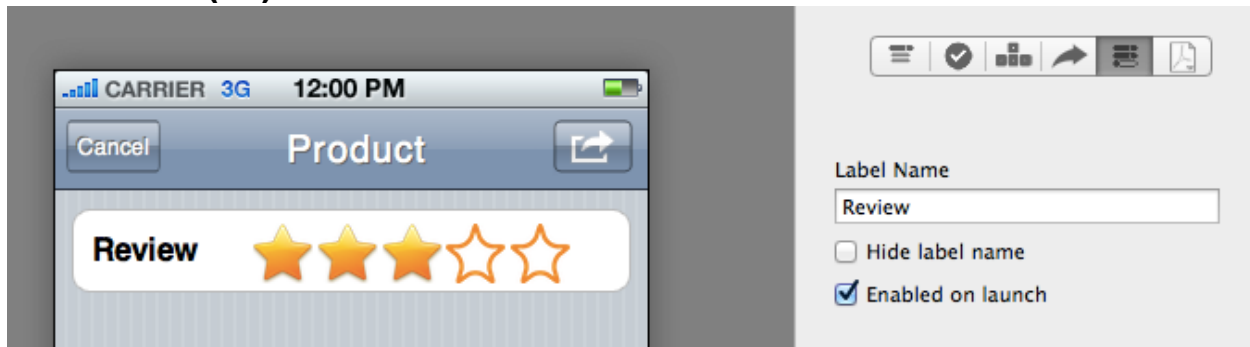 CARRIER 3G 12:00 PM
Cancel Product
Label Name
Review
Review
Hide label name
Enabled on launch